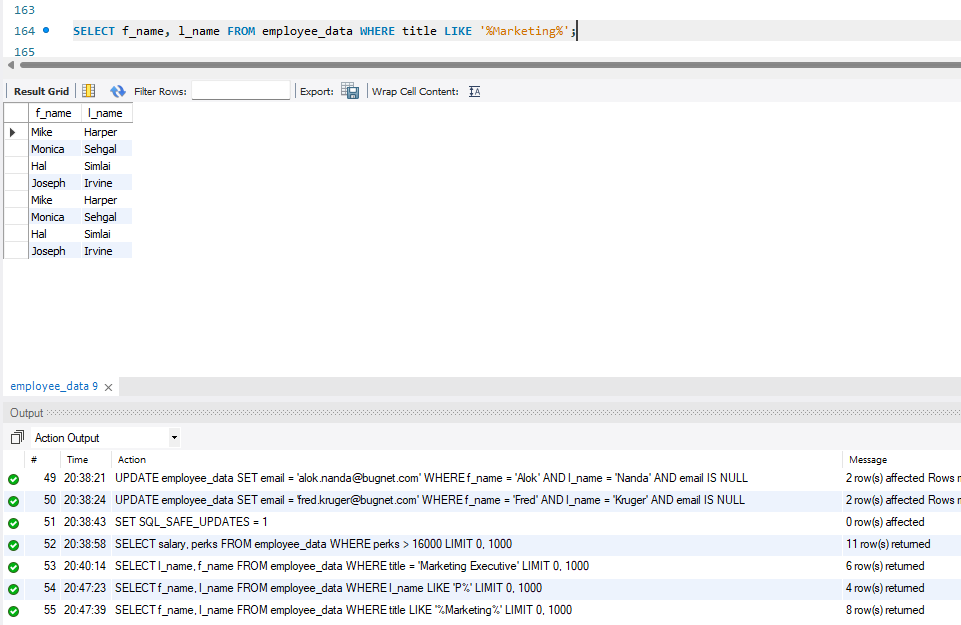 163
164 SELECT f_name, l_name FROM employee_data WHERE title LIKE '%Marketing%';
165
Result Grid Filter Rows: Export: Wrap Cell Content:
f_name l_name
Mike Harper
Monica Sehgal
Hal Simlai
Joseph Irvine
Mike Harper
Monica Sehgal
Hal Simlai
Joseph Irvine
employee_data 9
Output
Action Output
# Time Action Message
49 20:38:21 UPDATE employee_data SET email = 'alok.nanda@bugnet.com' WHERE f_name = 'Alok' AND l_name = 'Nanda' AND email IS NULL 2 row(s) affected Rows
50 20:38:24 UPDATE employee_data SET email = 'fred.kruger@bugnet.com' WHERE f_name = 'Fred' AND l_name = 'Kruger' AND email IS NULL 2 row(s) affected Rows
51 20:38:43 SET SQL_SAFE_UPDATES = 1 0 row(s) affected
52 20:38:58 SELECT salary, perks FROM employee_data WHERE perks > 16000 LIMIT 0, 1000 11 row(s) returned
53 20:40:14 SELECT l_name, f_name FROM employee_data WHERE title = 'Marketing Executive' LIMIT 0, 1000 6 row(s) returned
54 20:47:23 SELECT f_name, l_name FROM employee_data WHERE l_name LIKE 'P%' LIMIT 0, 1000 4 row(s) returned
55 20:47:39 SELECT f_name, l_name FROM employee_data WHERE title LIKE '%Marketing%' LIMIT 0, 1000 8 row(s) returned